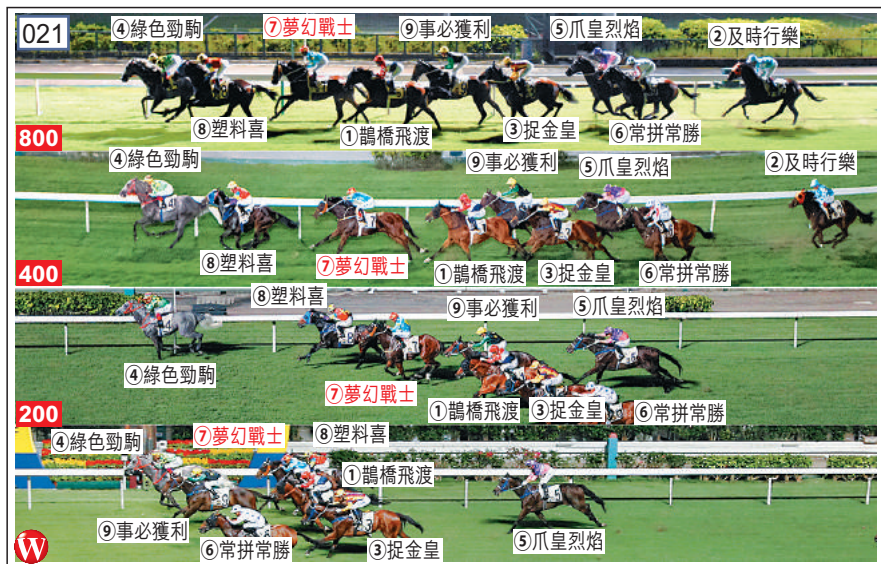 021
④綠色勁駒
⑦夢幻戰士
⑨事必獲利
⑤爪皇烈焰
②及時行樂
⑧塑料喜
①鵲橋飛渡
③捉金皇
⑥常拼常勝
800
④綠色勁駒
⑨事必獲利
⑤爪皇烈焰
②及時行樂
⑧塑料喜
⑦夢幻戰士
①鵲橋飛渡
③捉金皇
⑥常拼常勝
400
⑧塑料喜
⑨事必獲利
⑤爪皇烈焰
④綠色勁駒
⑦夢幻戰士
①鵲橋飛渡
③捉金皇
⑥常拼常勝
200
④綠色勁駒
⑦夢幻戰士
⑧塑料喜
①鵲橋飛渡
⑨事必獲利
⑥常拼常勝
③捉金皇
⑤爪皇烈焰
W